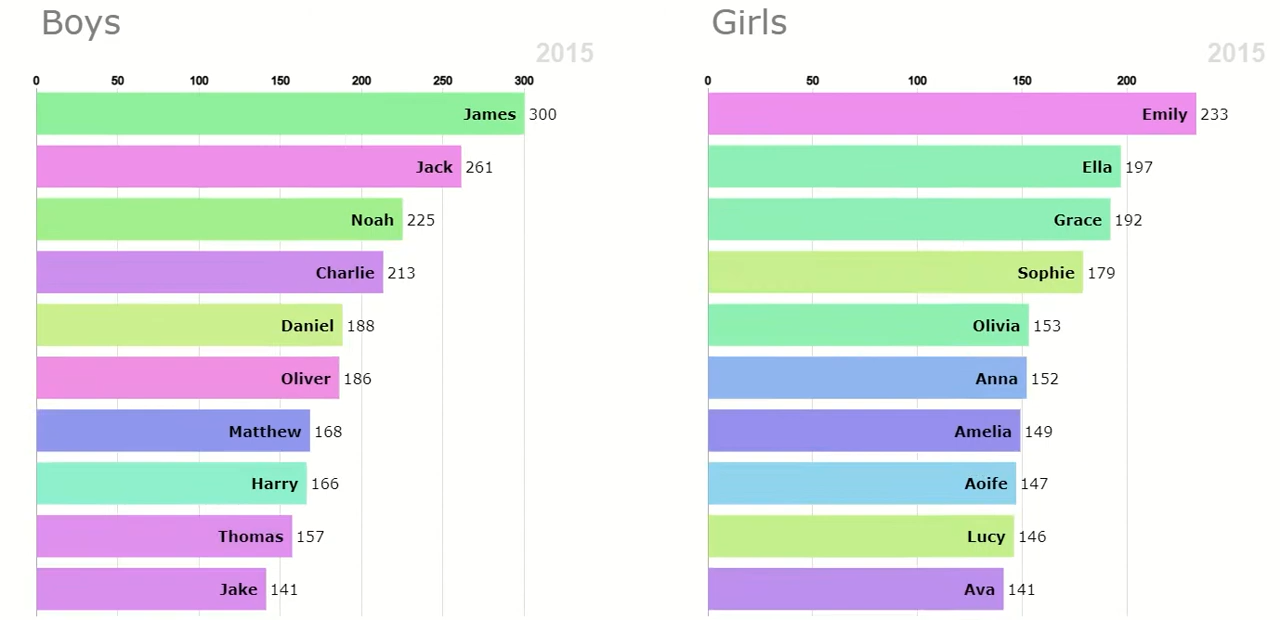 Boys
2015
0 50 100 150 200 250 300
James 300
Jack 261
Noah 225
Charlie 213
Daniel 188
Oliver 186
Matthew 168
Harry 166
Thomas 157
Jake 141
Girls
2015
0 50 100 150 200
Emily 233
Ella 197
Grace 192
Sophie 179
Olivia 153
Anna 152
Amelia 149
Aoife 147
Lucy 146
Ava 141